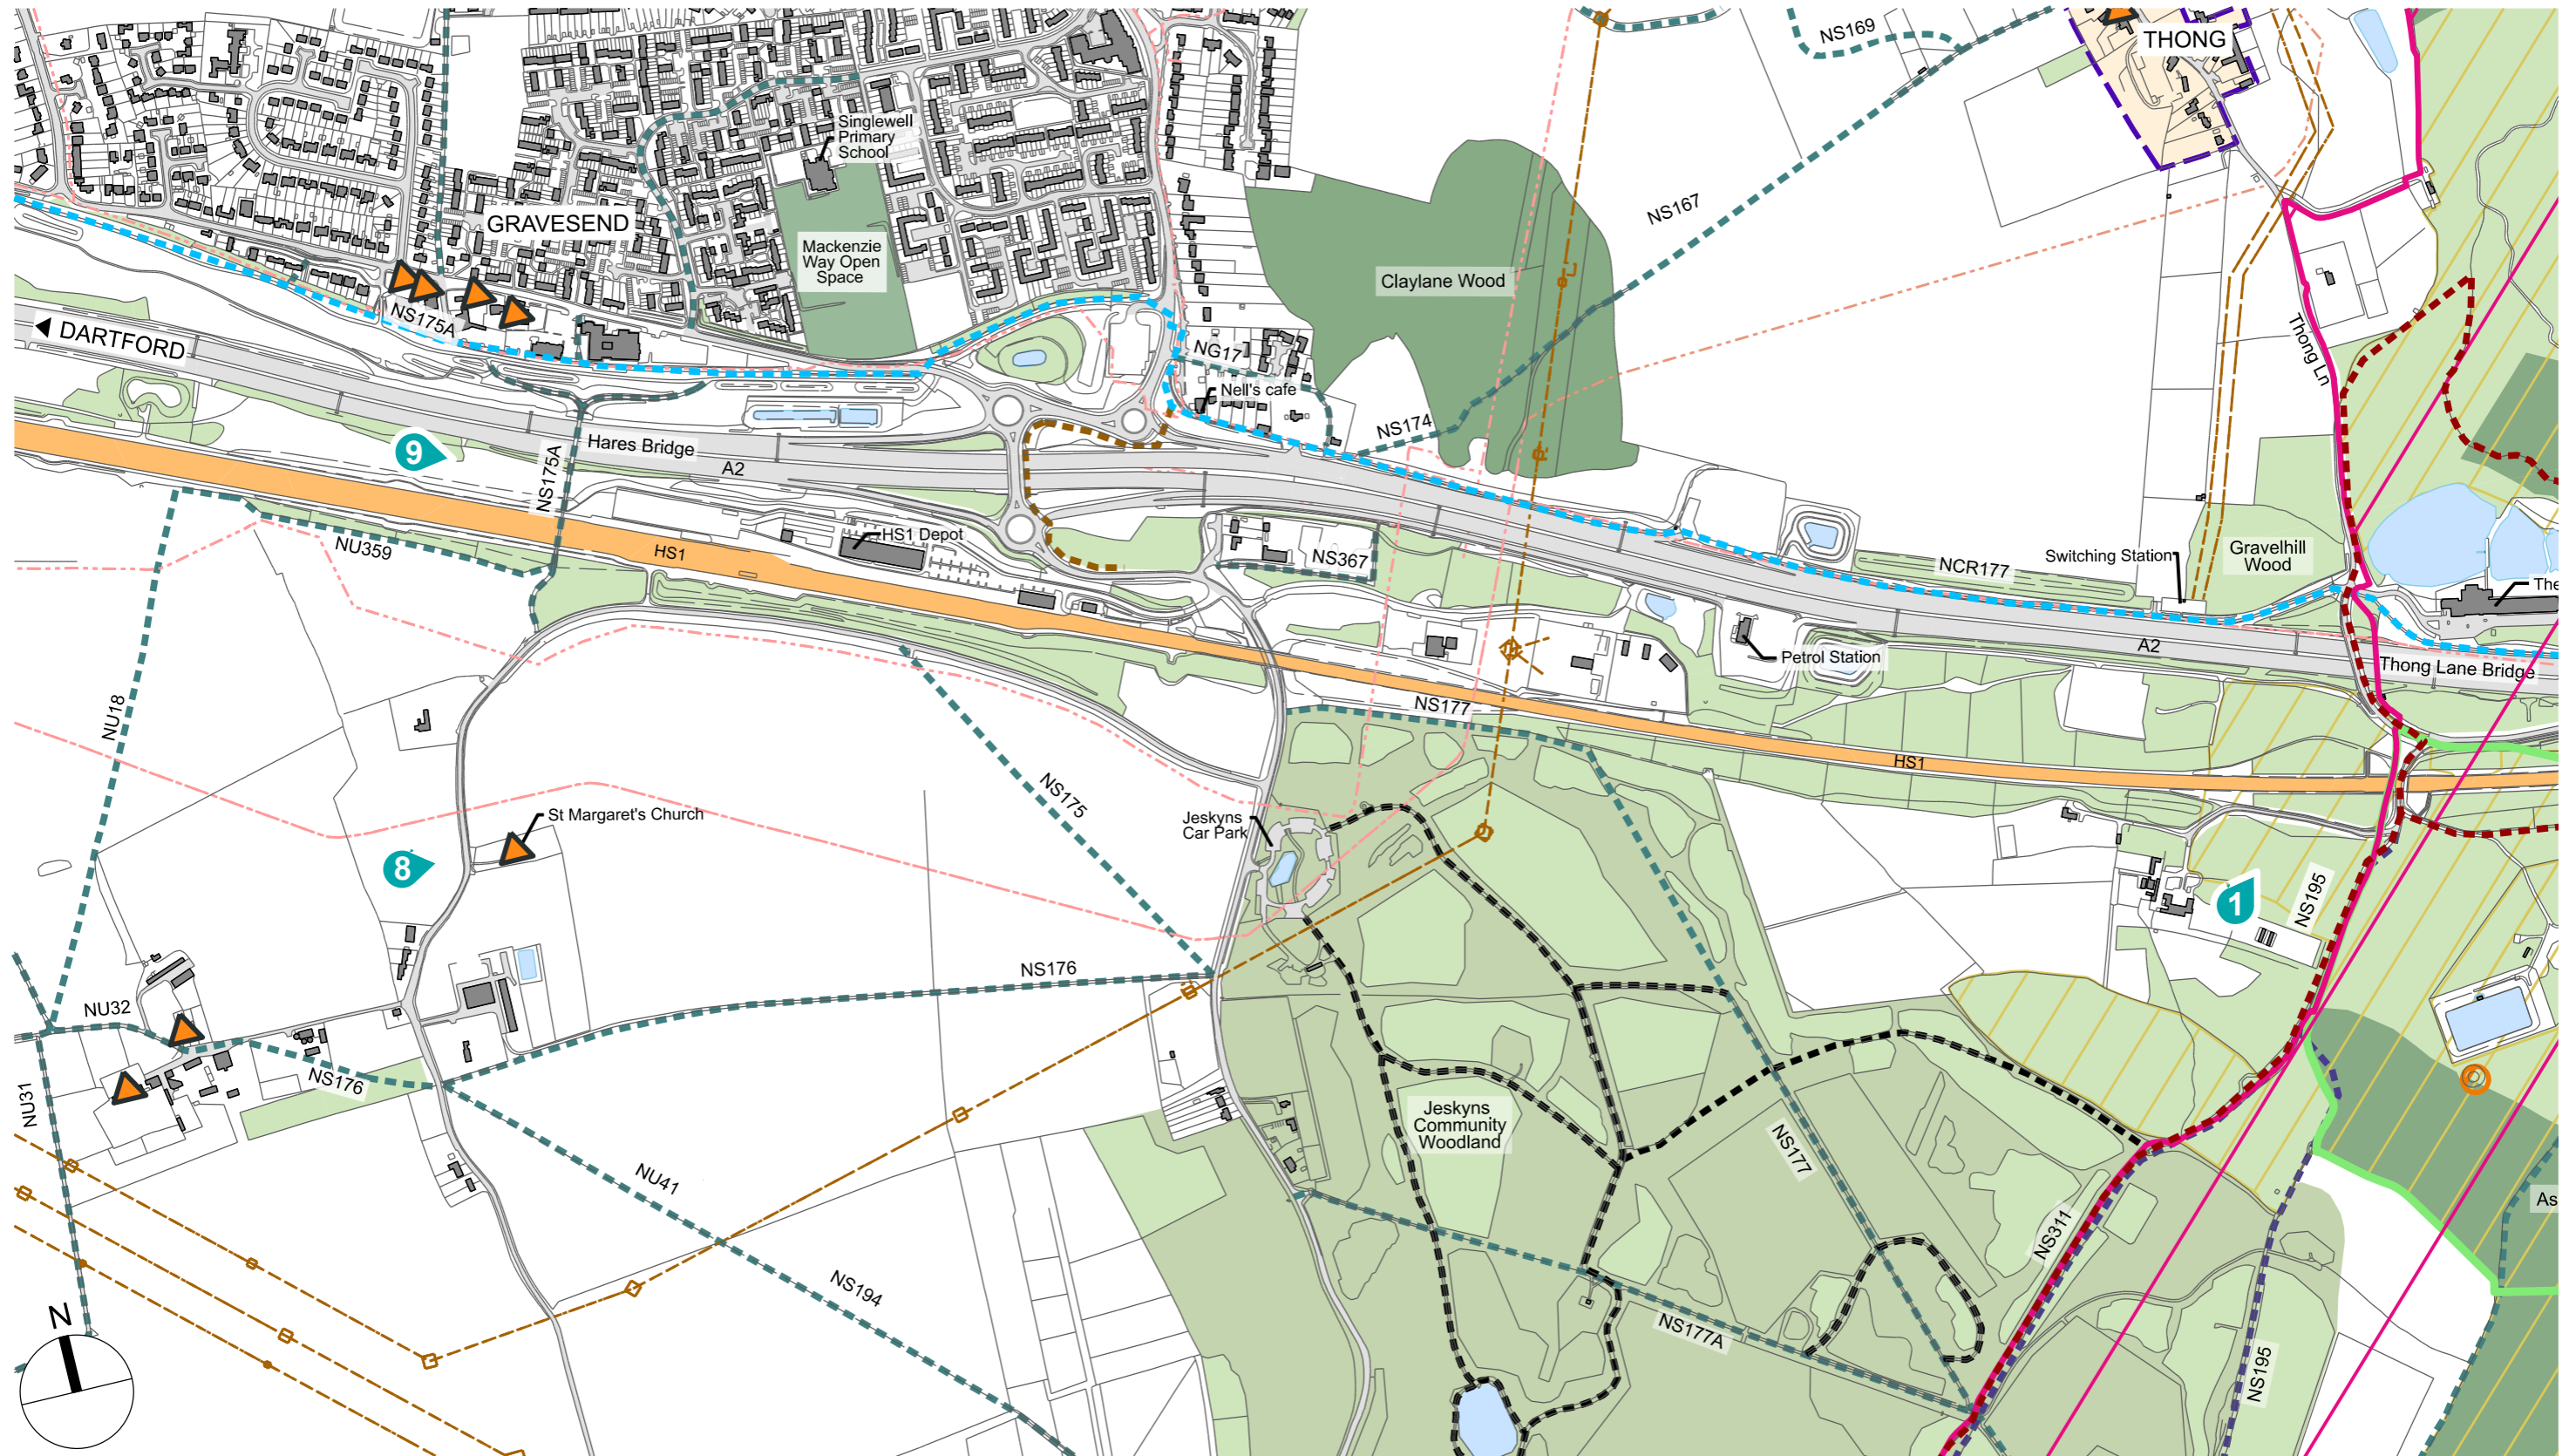 NS169
THONG
Singlewell
Primary
School
NS167
GRAVESEND
Mackenzie
Way Open
Space
Claylane Wood
NS175A
DARTFORD
NG17
Thong Ln
Nell's cafe
NS174
9
Hares Bridge
A2
NS175A
HS1 Depot
NU359
HS1
NS367
Switching Station
Gravelhill
Wood
NCR177
The
A2
Petrol Station
Thong Lane Bridge
NU18
NS177
HS1
NS175
St Margaret's Church
Jeskyns
Car Park
8
1
NS195
NS176
NU32
NS176
NU31
Jeskyns
Community
Woodland
NS177
NU41
As
NS311
NS194
N
NS177A
NS195